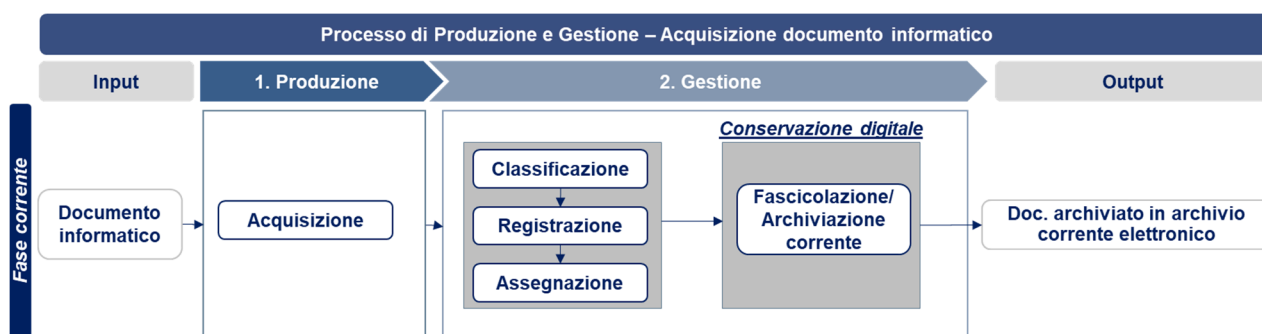 Processo di Produzione e Gestione – Acquisizione documento informatico
Input
1. Produzione
2. Gestione
Output
Fase corrente
Documento
informatico
Acquisizione
Classificazione
Registrazione
Assegnazione
Conservazione digitale
Fascicolazione/
Archiviazione
corrente
Doc. archiviato in archivio
corrente elettronico